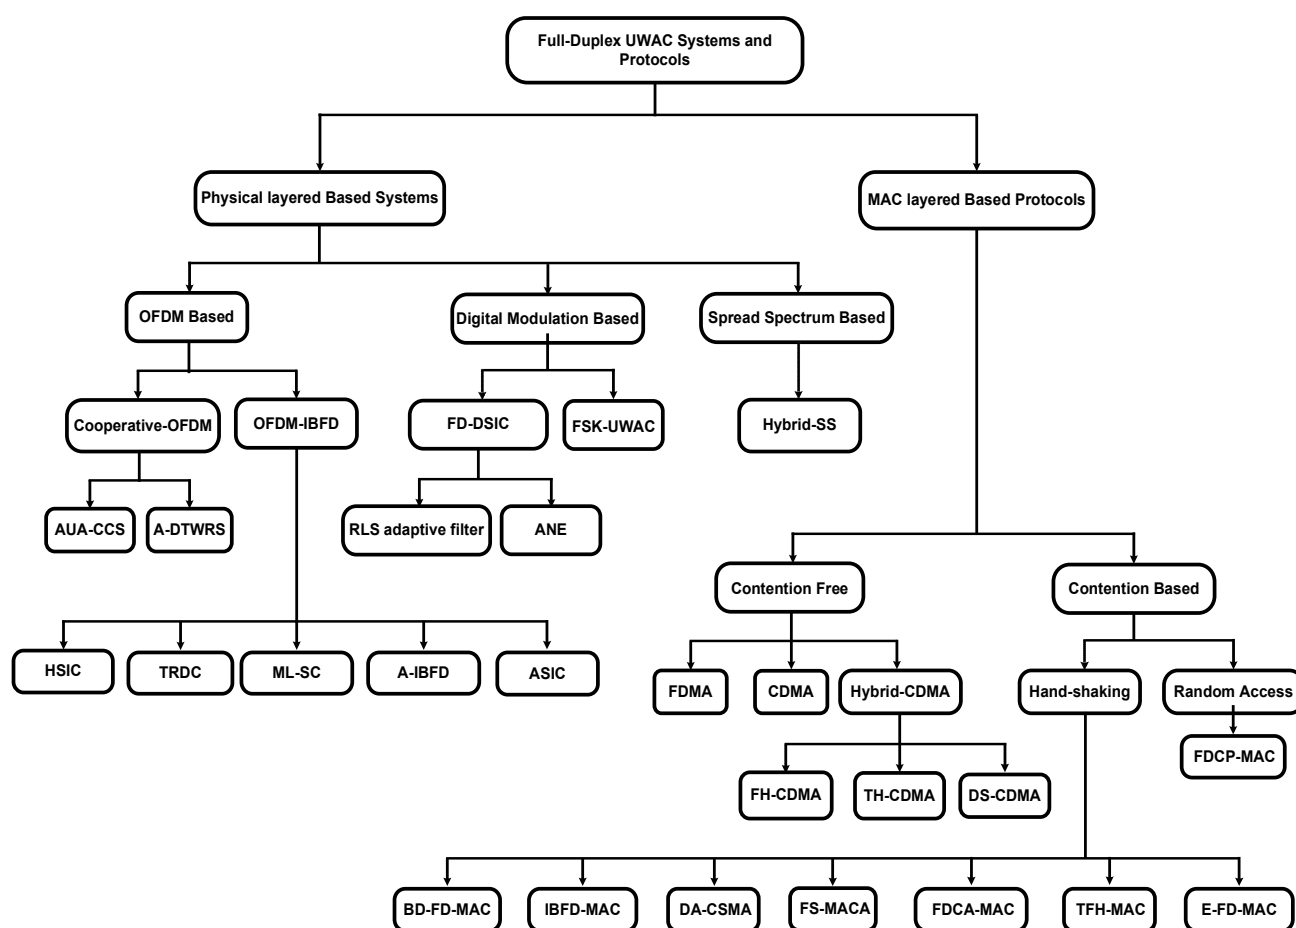 Full-Duplex UWAC Systems and
Protocols
Physical layered Based Systems
MAC layered Based Protocols
OFDM Based
Digital Modulation Based
Spread Spectrum Based
Cooperative-OFDM
OFDM-IBFD
FD-DSIC
FSK-UWAC
Hybrid-SS
AUA-CCS
A-DTWRS
RLS adaptive filter
ANE
Contention Free
Contention Based
HSIC
TRDC
ML-SC
A-IBFD
ASIC
FDMA
CDMA
Hybrid-CDMA
Hand-shaking
Random Access
FDCP-MAC
FH-CDMA
TH-CDMA
DS-CDMA
BD-FD-MAC
IBFD-MAC
DA-CSMA
FS-MACA
FDCA-MAC
TFH-MAC
E-FD-MAC